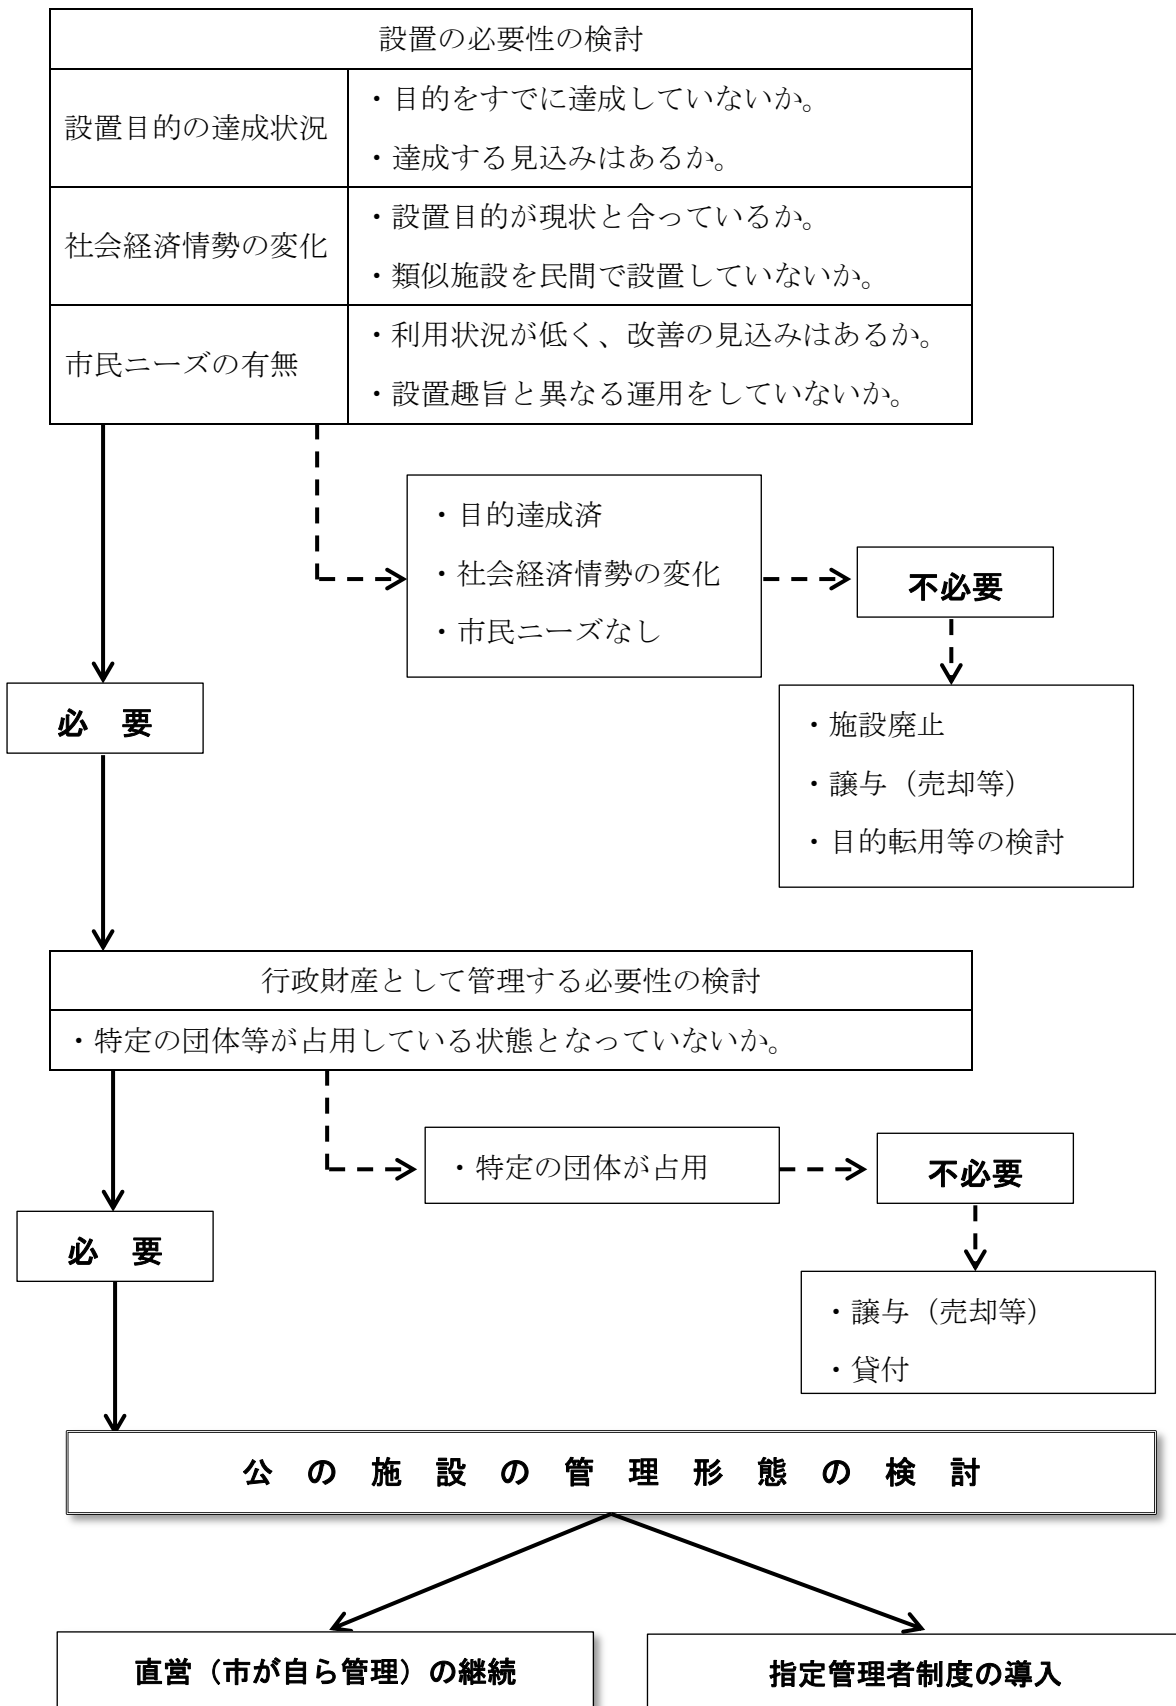 設置の必要性の検討
設置目的の達成状況
・目的をすでに達成していないか。
・達成する見込みはあるか。
社会経済情勢の変化
・設置目的が現状と合っているか。
・類似施設を民間で設置していないか。
市民ニーズの有無
・利用状況が低く、改善の見込みはあるか。
・設置趣旨と異なる運用をしていないか。
・目的達成済
・社会経済情勢の変化
・市民ニーズなし
不必要
必 要
・施設廃止
・譲与（売却等）
・目的転用等の検討
行政財産として管理する必要性の検討
・特定の団体等が占用している状態となっていないか。
・特定の団体が占用
不必要
必 要
・譲与（売却等）
・貸付
公 の 施 設 の 管 理 形 態 の 検 討
直営（市が自ら管理）の継続
指定管理者制度の導入